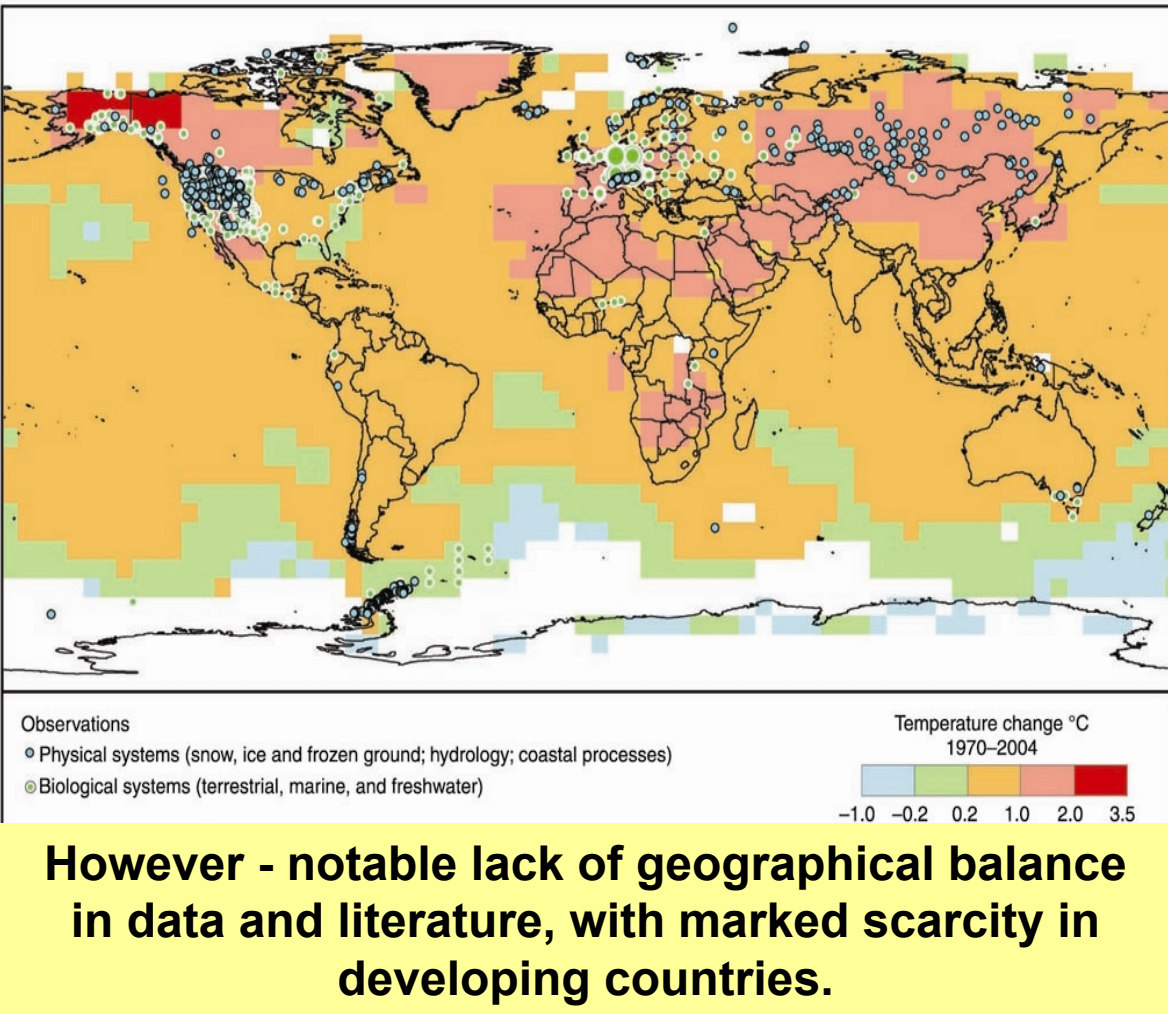 Observations
Physical systems (snow, ice and frozen ground; hydrology; coastal processes)
Biological systems (terrestrial, marine, and freshwater)
Temperature change °C
1970–2004
–1.0 –0.2 0.2 1.0 2.0 3.5
However - notable lack of geographical balance
in data and literature, with marked scarcity in
developing countries.